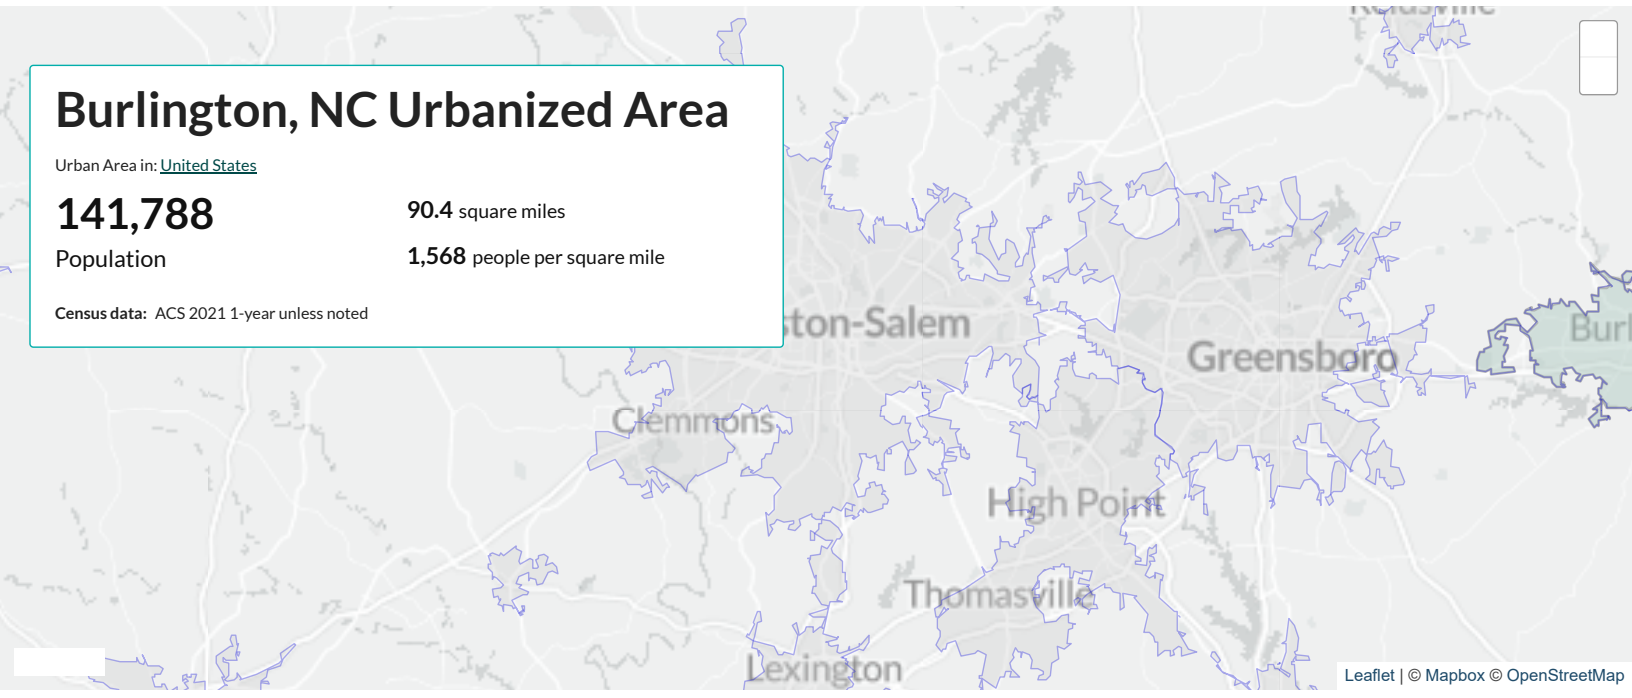 Burlington, NC Urbanized Area
Urban Area in: United States
141,788
Population
90.4 square miles
1,568 people per square mile
Census data: ACS 2021 1-year unless noted
ston-Salem
Greensboro
Burl
Clemmons
High Point
Thomasville
Lexington
Leaflet | © Mapbox © OpenStreetMap